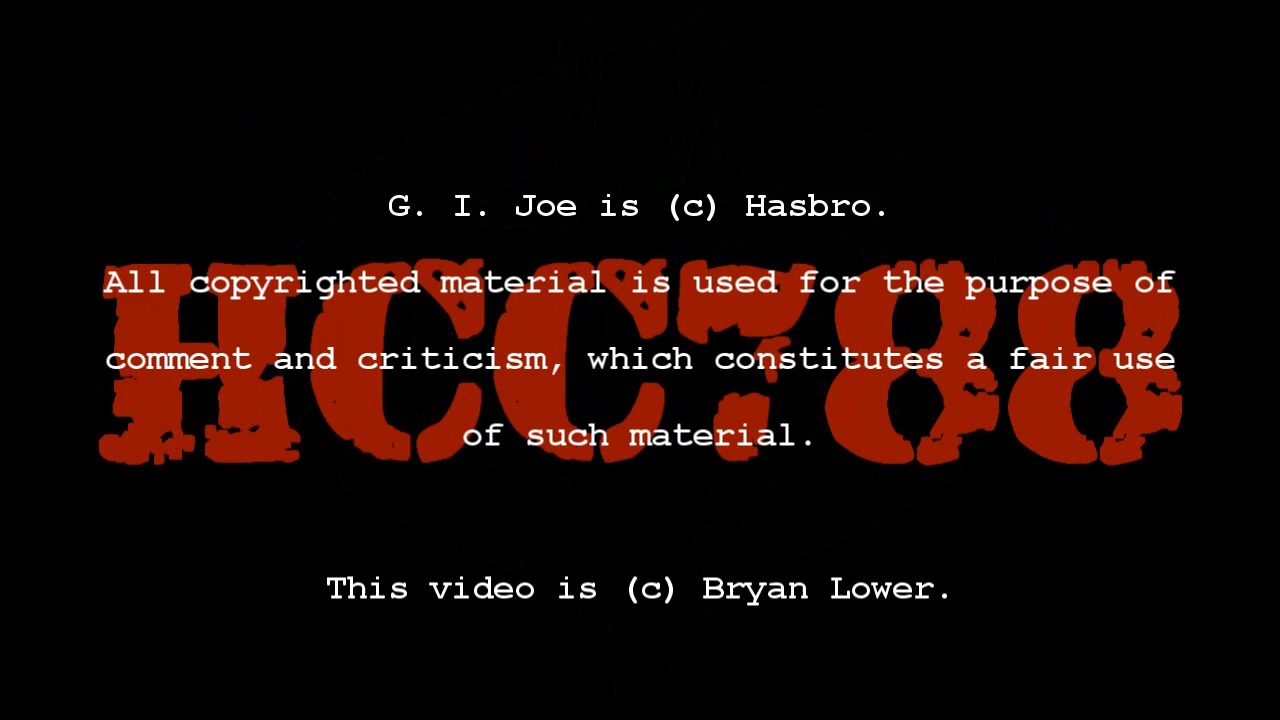 G. I. Joe is (c) Hasbro.
All copyrighted material is used for the purpose of
HCC788
comment and criticism, which constitutes a fair use
of such material.
This video is (c) Bryan Lower.